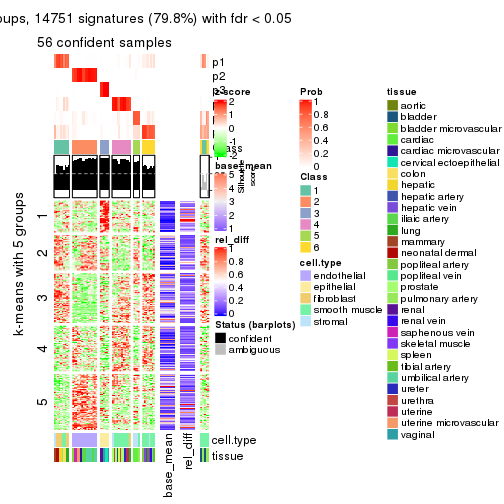 oups, 14751 signatures (79.8%) with fdr < 0.05
56 confident samples
p1
p2
k-means with 5 groups
1
2
3
4
5
cell.type
tissue
base_mean
rel_diff
z-score
2
1
0
-1
-2
base_mean
5
4
3
2
1
Silhouette
score
rel_diff
1
0.8
0.6
0.4
0.2
0
Status (barplots)
confident
ambiguous
Prob
1
0.8
0.6
0.4
0.2
0
Class
1
2
3
4
5
6
cell.type
endothelial
epithelial
fibroblast
smooth muscle
stromal
tissue
aortic
bladder
bladder microvascular
cardiac
cardiac microvascular
cervical ectoepithelial
colon
hepatic
hepatic artery
hepatic vein
iliac artery
lung
mammary
neonatal dermal
popliteal artery
popliteal vein
prostate
pulmonary artery
renal
renal vein
saphenous vein
skeletal muscle
spleen
tibial artery
umbilical artery
ureter
urethra
uterine
uterine microvascular
vaginal